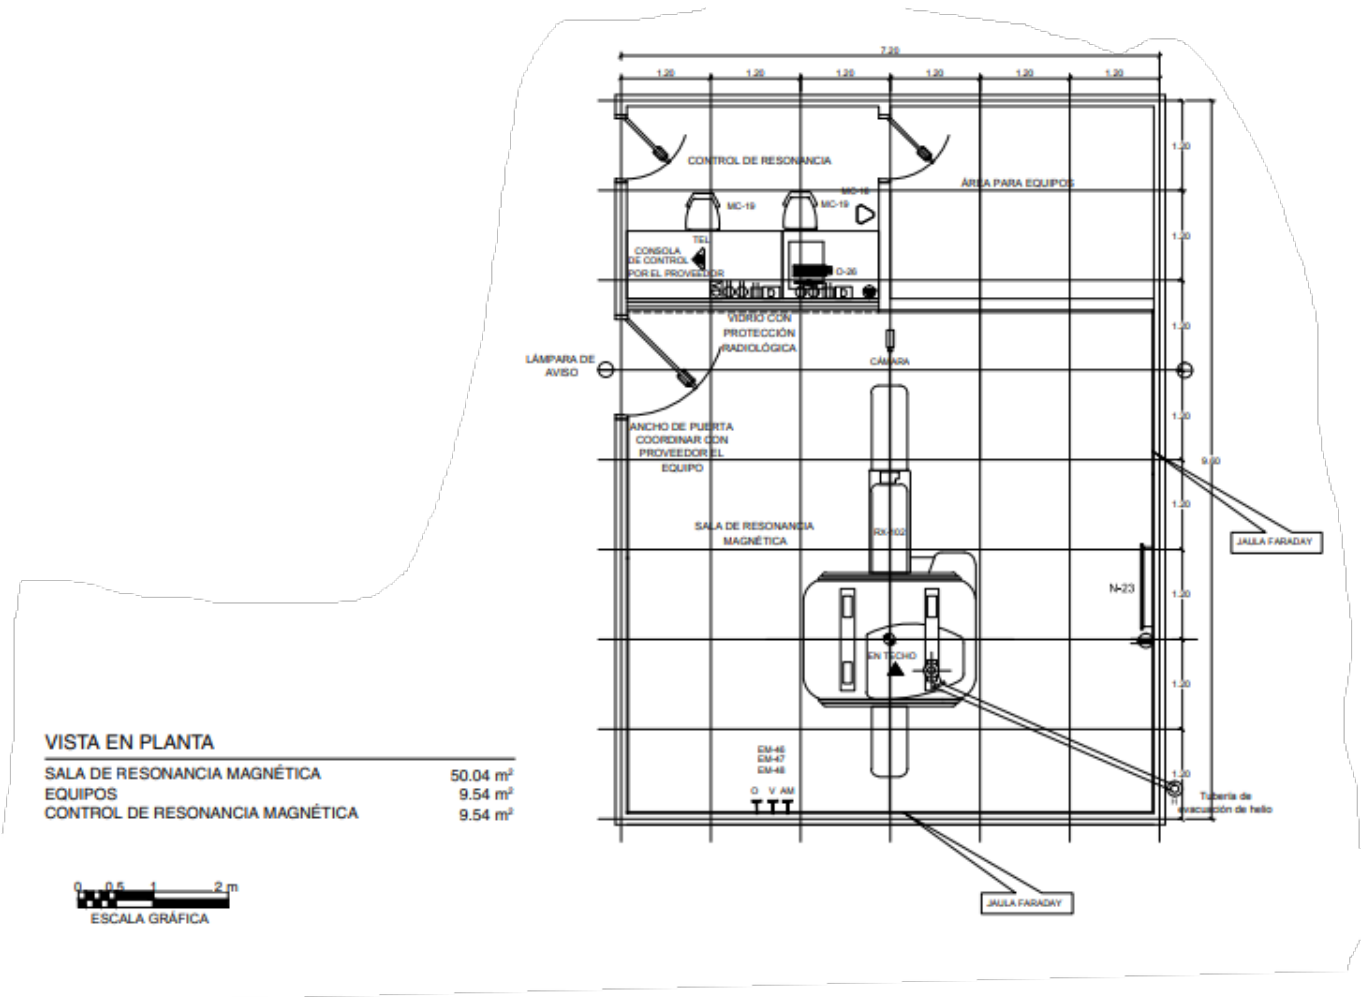 7.20
1.20 1.20 1.20 1.20 1.20 1.20
1.20
CONTROL DE RESONANCIA
ÁREA PARA EQUIPOS
MC-19
MC-19
TEL
1.20
CONSOLA
DE CONTROL
POR EL PROVEEDOR
O-26
VIDRIO CON
PROTECCIÓN
RADIOLÓGICA
1.20
LÁMPARA DE
AVISO
CÁMARA
1.20
ANCHO DE PUERTA
COORDINAR CON
PROVEEDOR EL
EQUIPO
9.60
1.20
SALA DE RESONANCIA
MAGNÉTICA
RX-102
JAULA FARADAY
N-23
1.20
EN TECHO
1.20
VISTA EN PLANTA
SALA DE RESONANCIA MAGNÉTICA 50.04 m²
EQUIPOS 9.54 m²
CONTROL DE RESONANCIA MAGNÉTICA 9.54 m²
EM-46
EM-47
EM-48
O V AM
1.20
H
Tubería de
evacuación de helio
0 0.5 1 2 m
ESCALA GRÁFICA
JAULA FARADAY